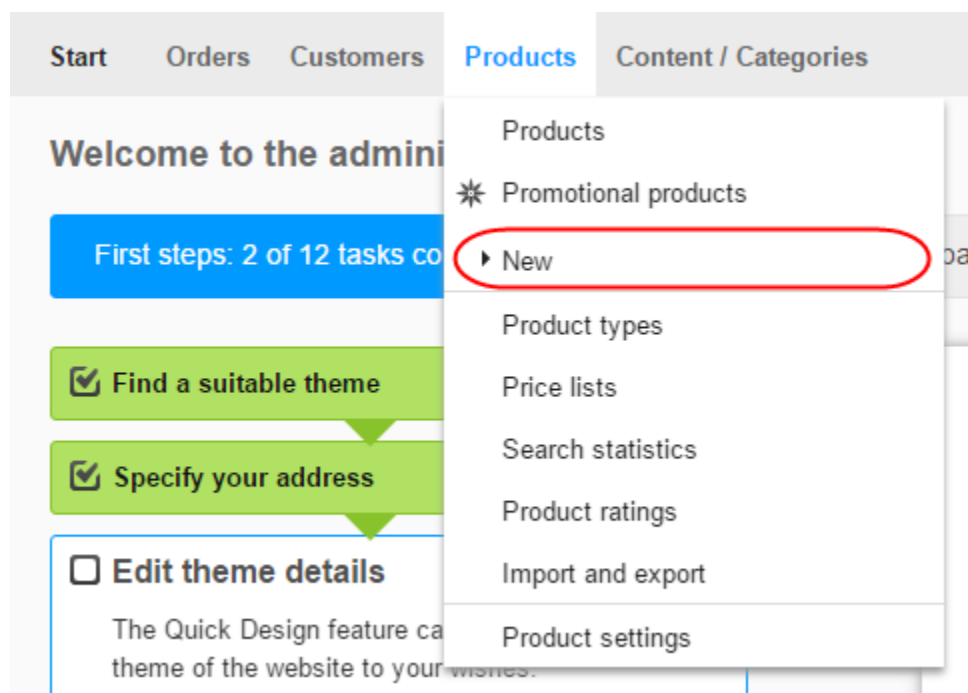 Start Orders Customers Products Content / Categories
Welcome to the admini
First steps: 2 of 12 tasks co
Products
Promotional products
New
Product types
Price lists
Search statistics
Product ratings
Import and export
Product settings
Find a suitable theme
Specify your address
Edit theme details
The Quick Design feature ca
theme of the website to your wishes.